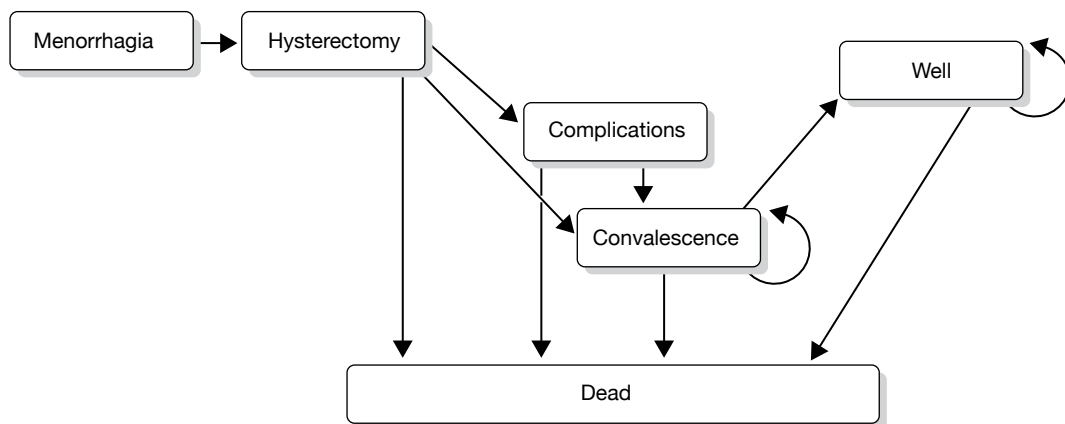 Menorrhagia
Hysterectomy
Well
Complications
Convalescence
Dead